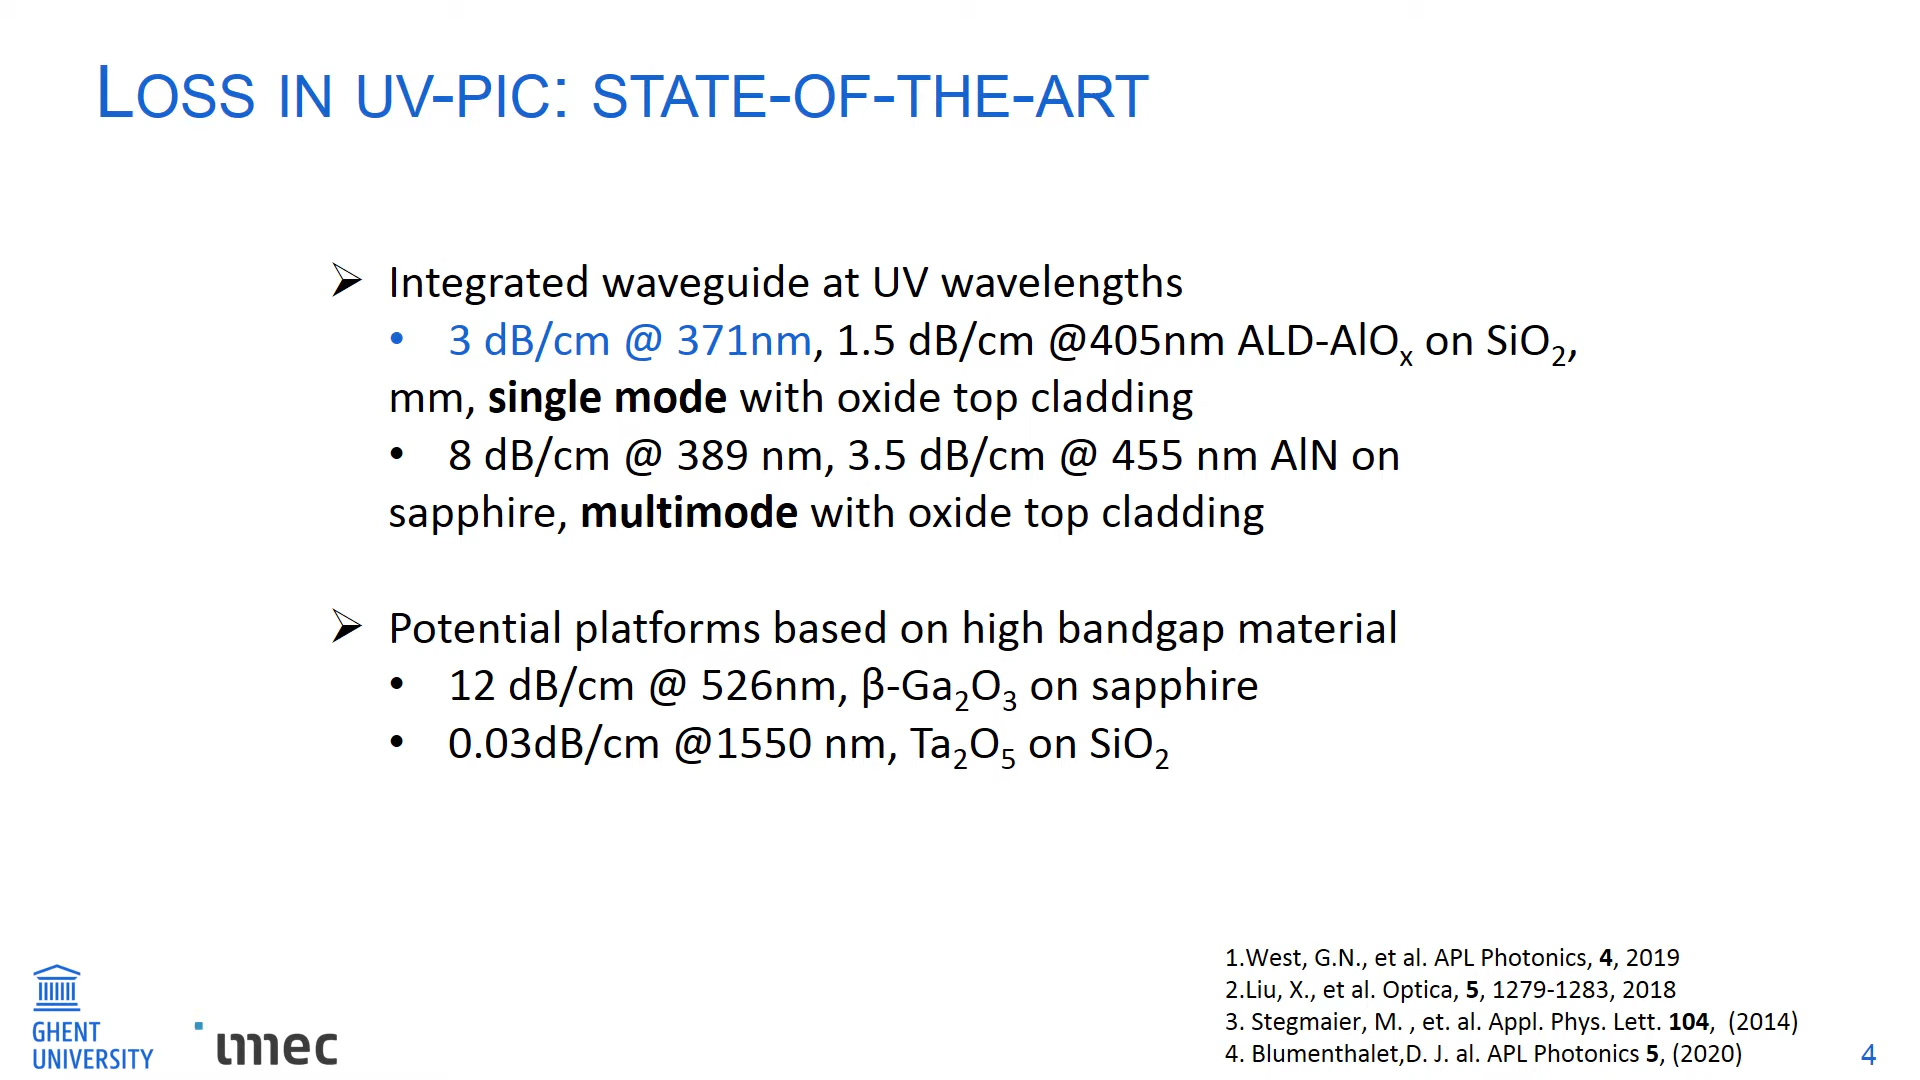 LOSS IN UV-PIC: STATE-OF-THE-ART
➢ Integrated waveguide at UV wavelengths
• 3 dB/cm @ 371nm, 1.5 dB/cm @405nm ALD-AlOₓ on SiO₂,
mm, single mode with oxide top cladding
• 8 dB/cm @ 389 nm, 3.5 dB/cm @ 455 nm AlN on
sapphire, multimode with oxide top cladding
➢ Potential platforms based on high bandgap material
• 12 dB/cm @ 526nm, β-Ga₂O₃ on sapphire
• 0.03dB/cm @1550 nm, Ta₂O₅ on SiO₂
1.West, G.N., et al. APL Photonics, 4, 2019
2.Liu, X., et al. Optica, 5, 1279-1283, 2018
3. Stegmaier, M. , et. al. Appl. Phys. Lett. 104, (2014)
4. Blumenthalet,D. J. al. APL Photonics 5, (2020)
GHENT
UNIVERSITY
imec
4